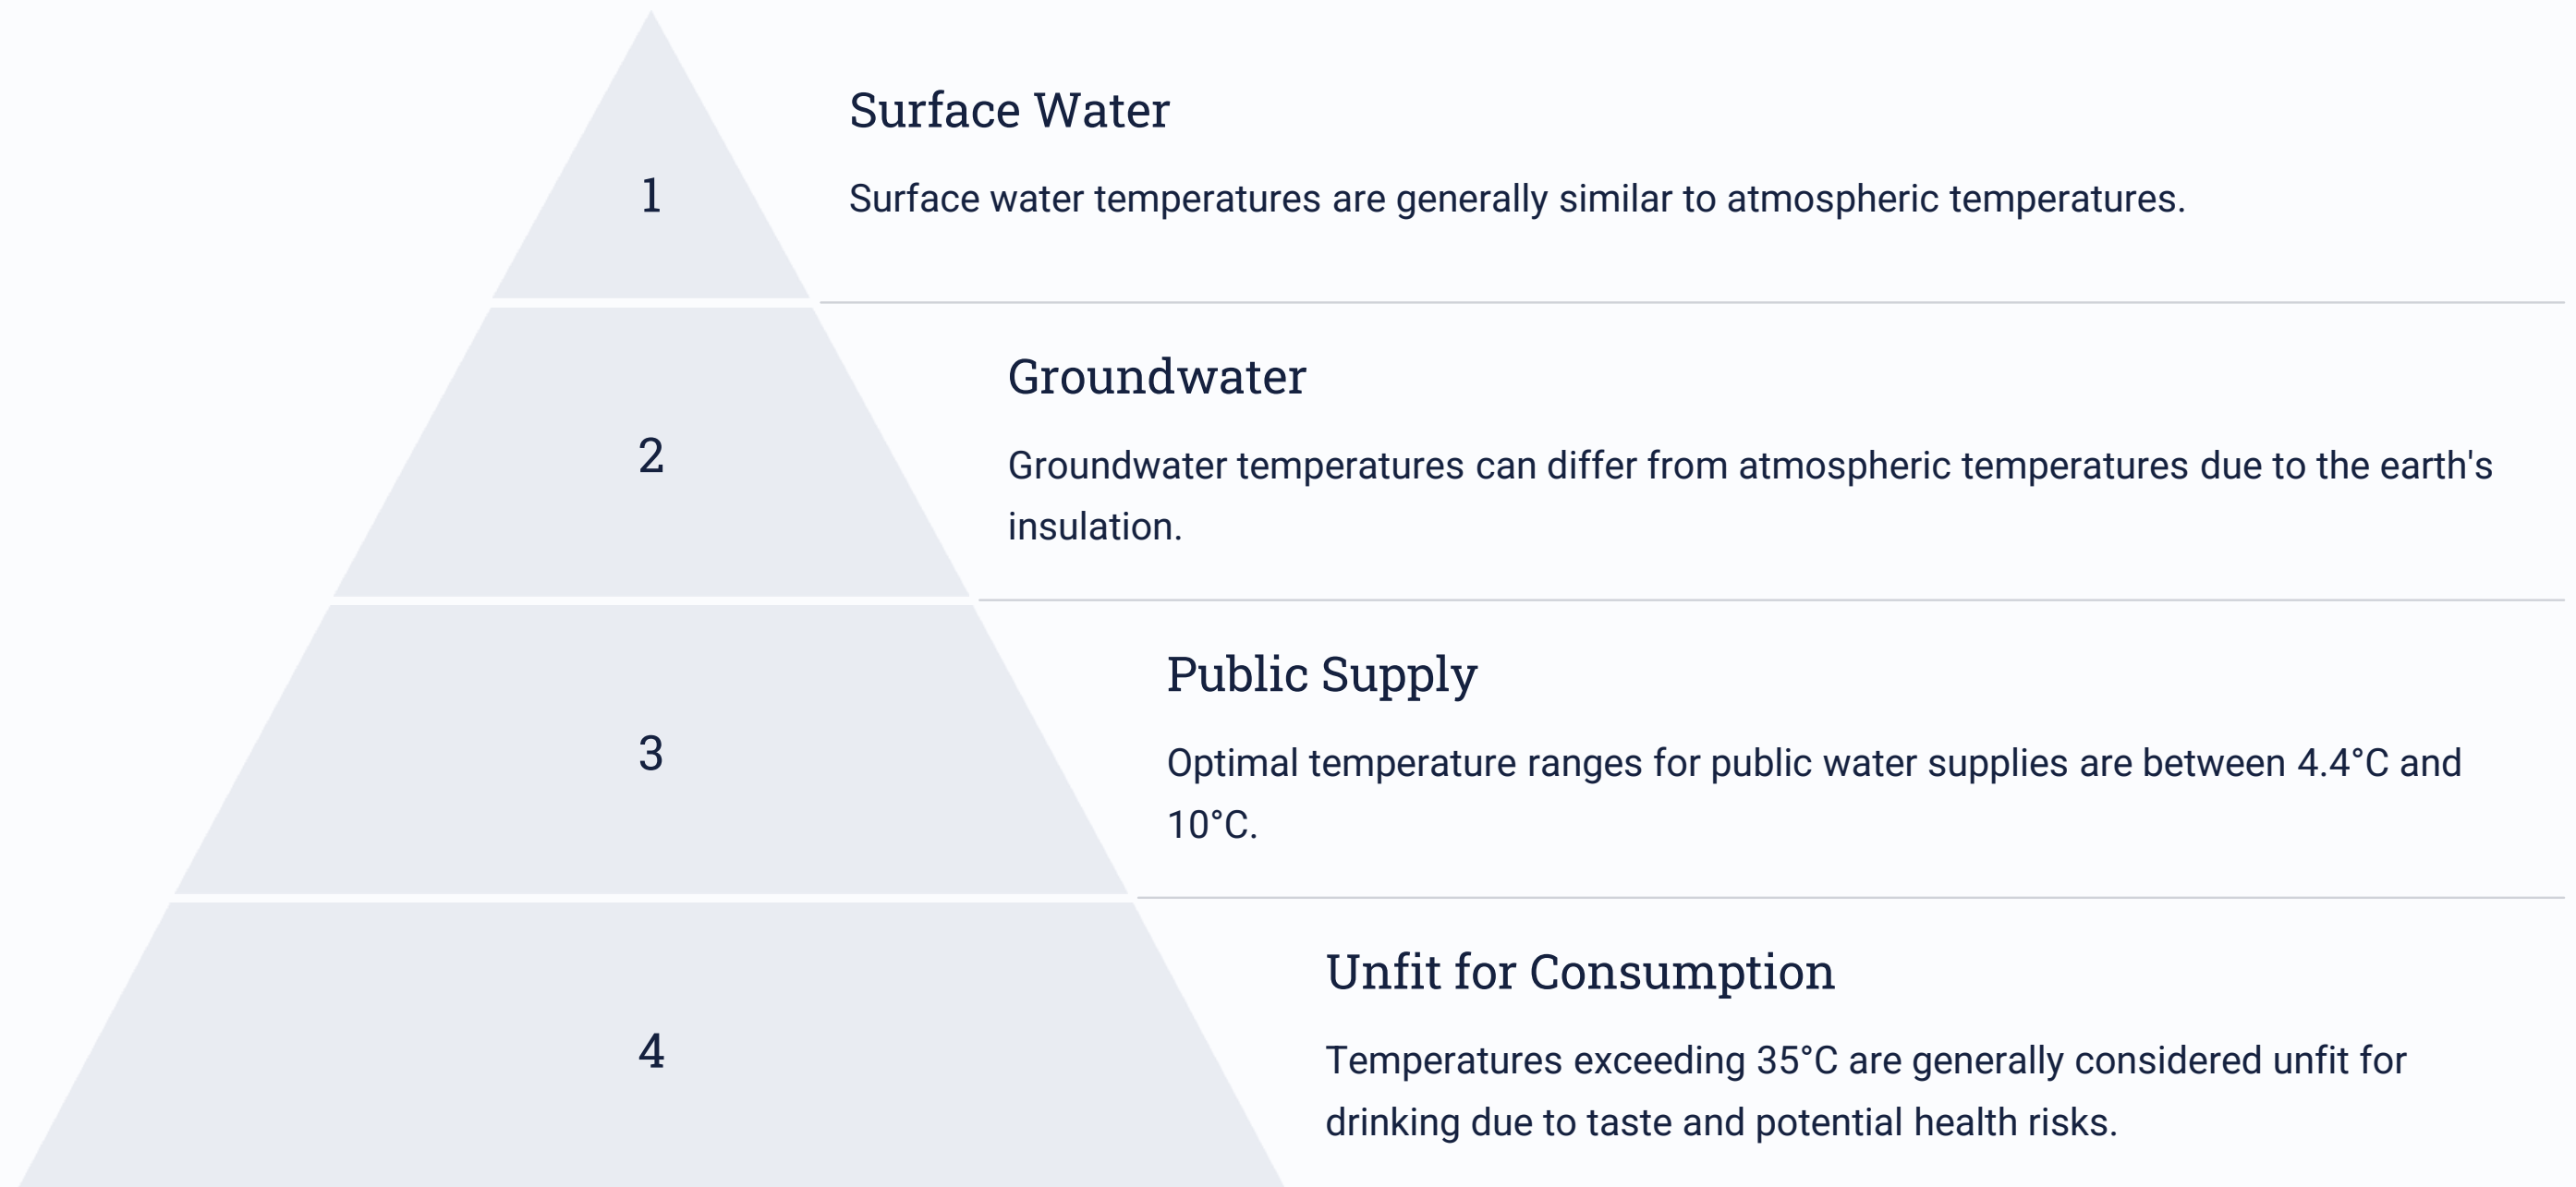 Surface Water
1
Surface water temperatures are generally similar to atmospheric temperatures.
Groundwater
2
Groundwater temperatures can differ from atmospheric temperatures due to the earth's
insulation.
Public Supply
3
Optimal temperature ranges for public water supplies are between 4.4°C and
10°C.
Unfit for Consumption
4
Temperatures exceeding 35°C are generally considered unfit for
drinking due to taste and potential health risks.